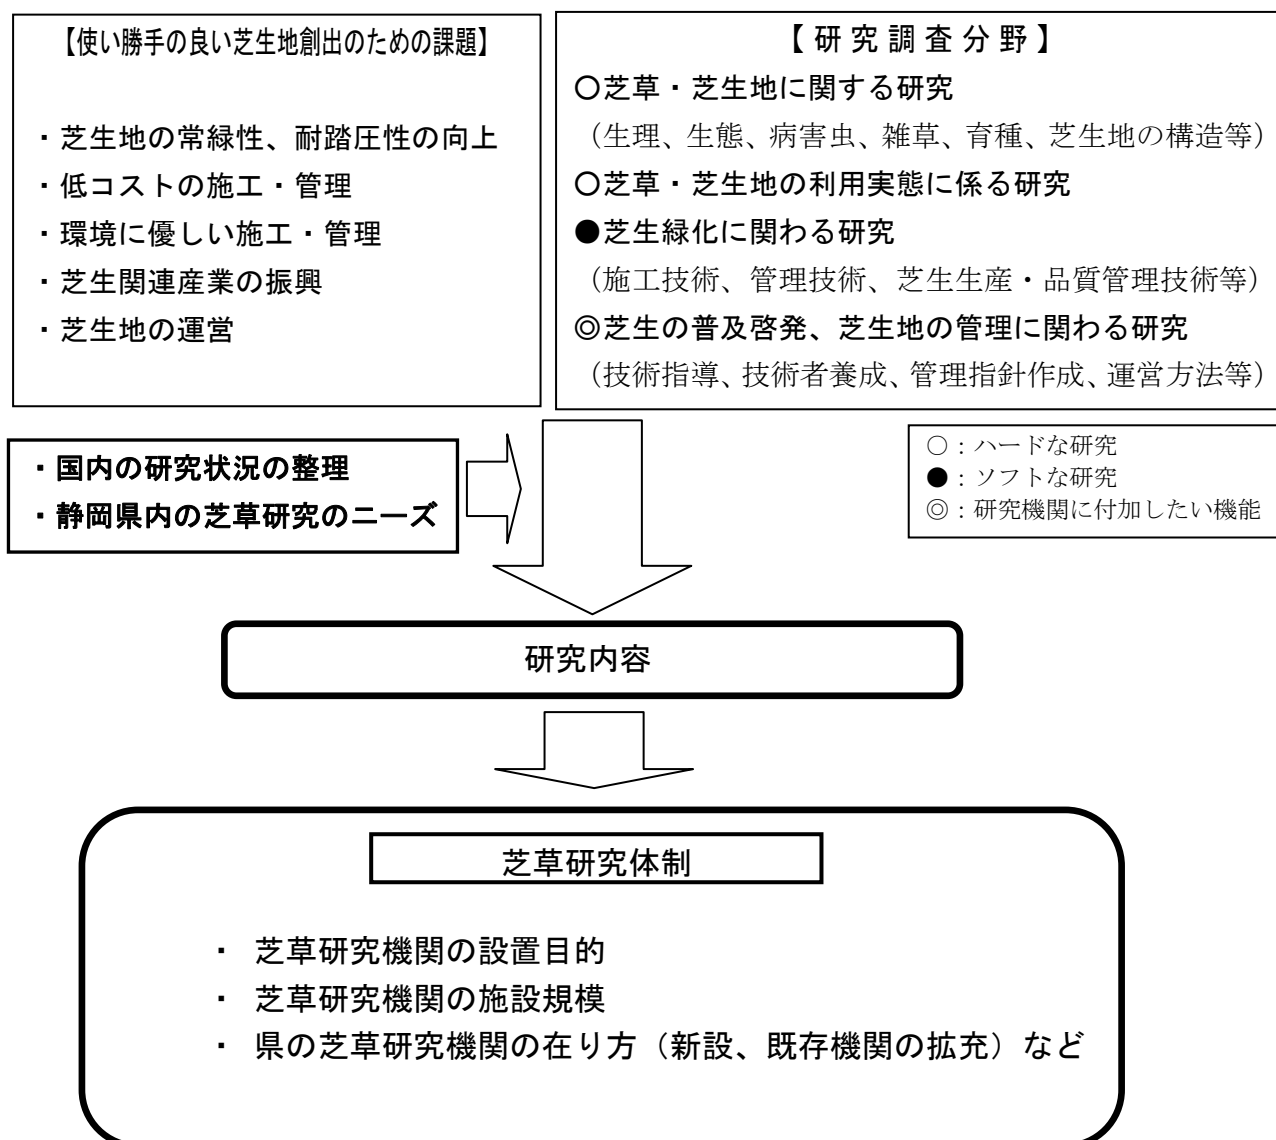 【使い勝手の良い芝生地創出のための課題】
・芝生地の常緑性、耐踏圧性の向上
・低コストの施工・管理
・環境に優しい施工・管理
・芝生関連産業の振興
・芝生地の運営
【研究調査分野】
○芝草・芝生地に関する研究
（生理、生態、病害虫、雑草、育種、芝生地の構造等）
○芝草・芝生地の利用実態に係る研究
●芝生緑化に関わる研究
（施工技術、管理技術、芝生生産・品質管理技術等）
◎芝生の普及啓発、芝生地の管理に関わる研究
（技術指導、技術者養成、管理指針作成、運営方法等）
・国内の研究状況の整理
・静岡県内の芝草研究のニーズ
○：ハードな研究
●：ソフトな研究
◎：研究機関に付加したい機能
研究内容
芝草研究体制
・ 芝草研究機関の設置目的
・ 芝草研究機関の施設規模
・ 県の芝草研究機関の在り方（新設、既存機関の拡充）など